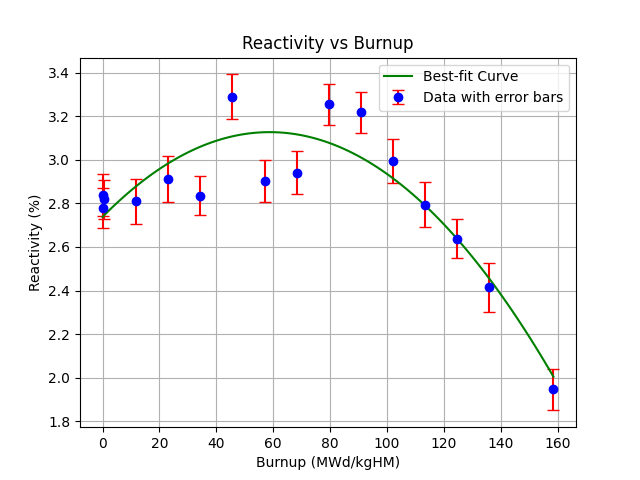 Reactivity vs Burnup
Best-fit Curve
Data with error bars
Reactivity (%)
3.4
3.2
3.0
2.8
2.6
2.4
2.2
2.0
1.8
0 20 40 60 80 100 120 140 160
Burnup (MWd/kgHM)